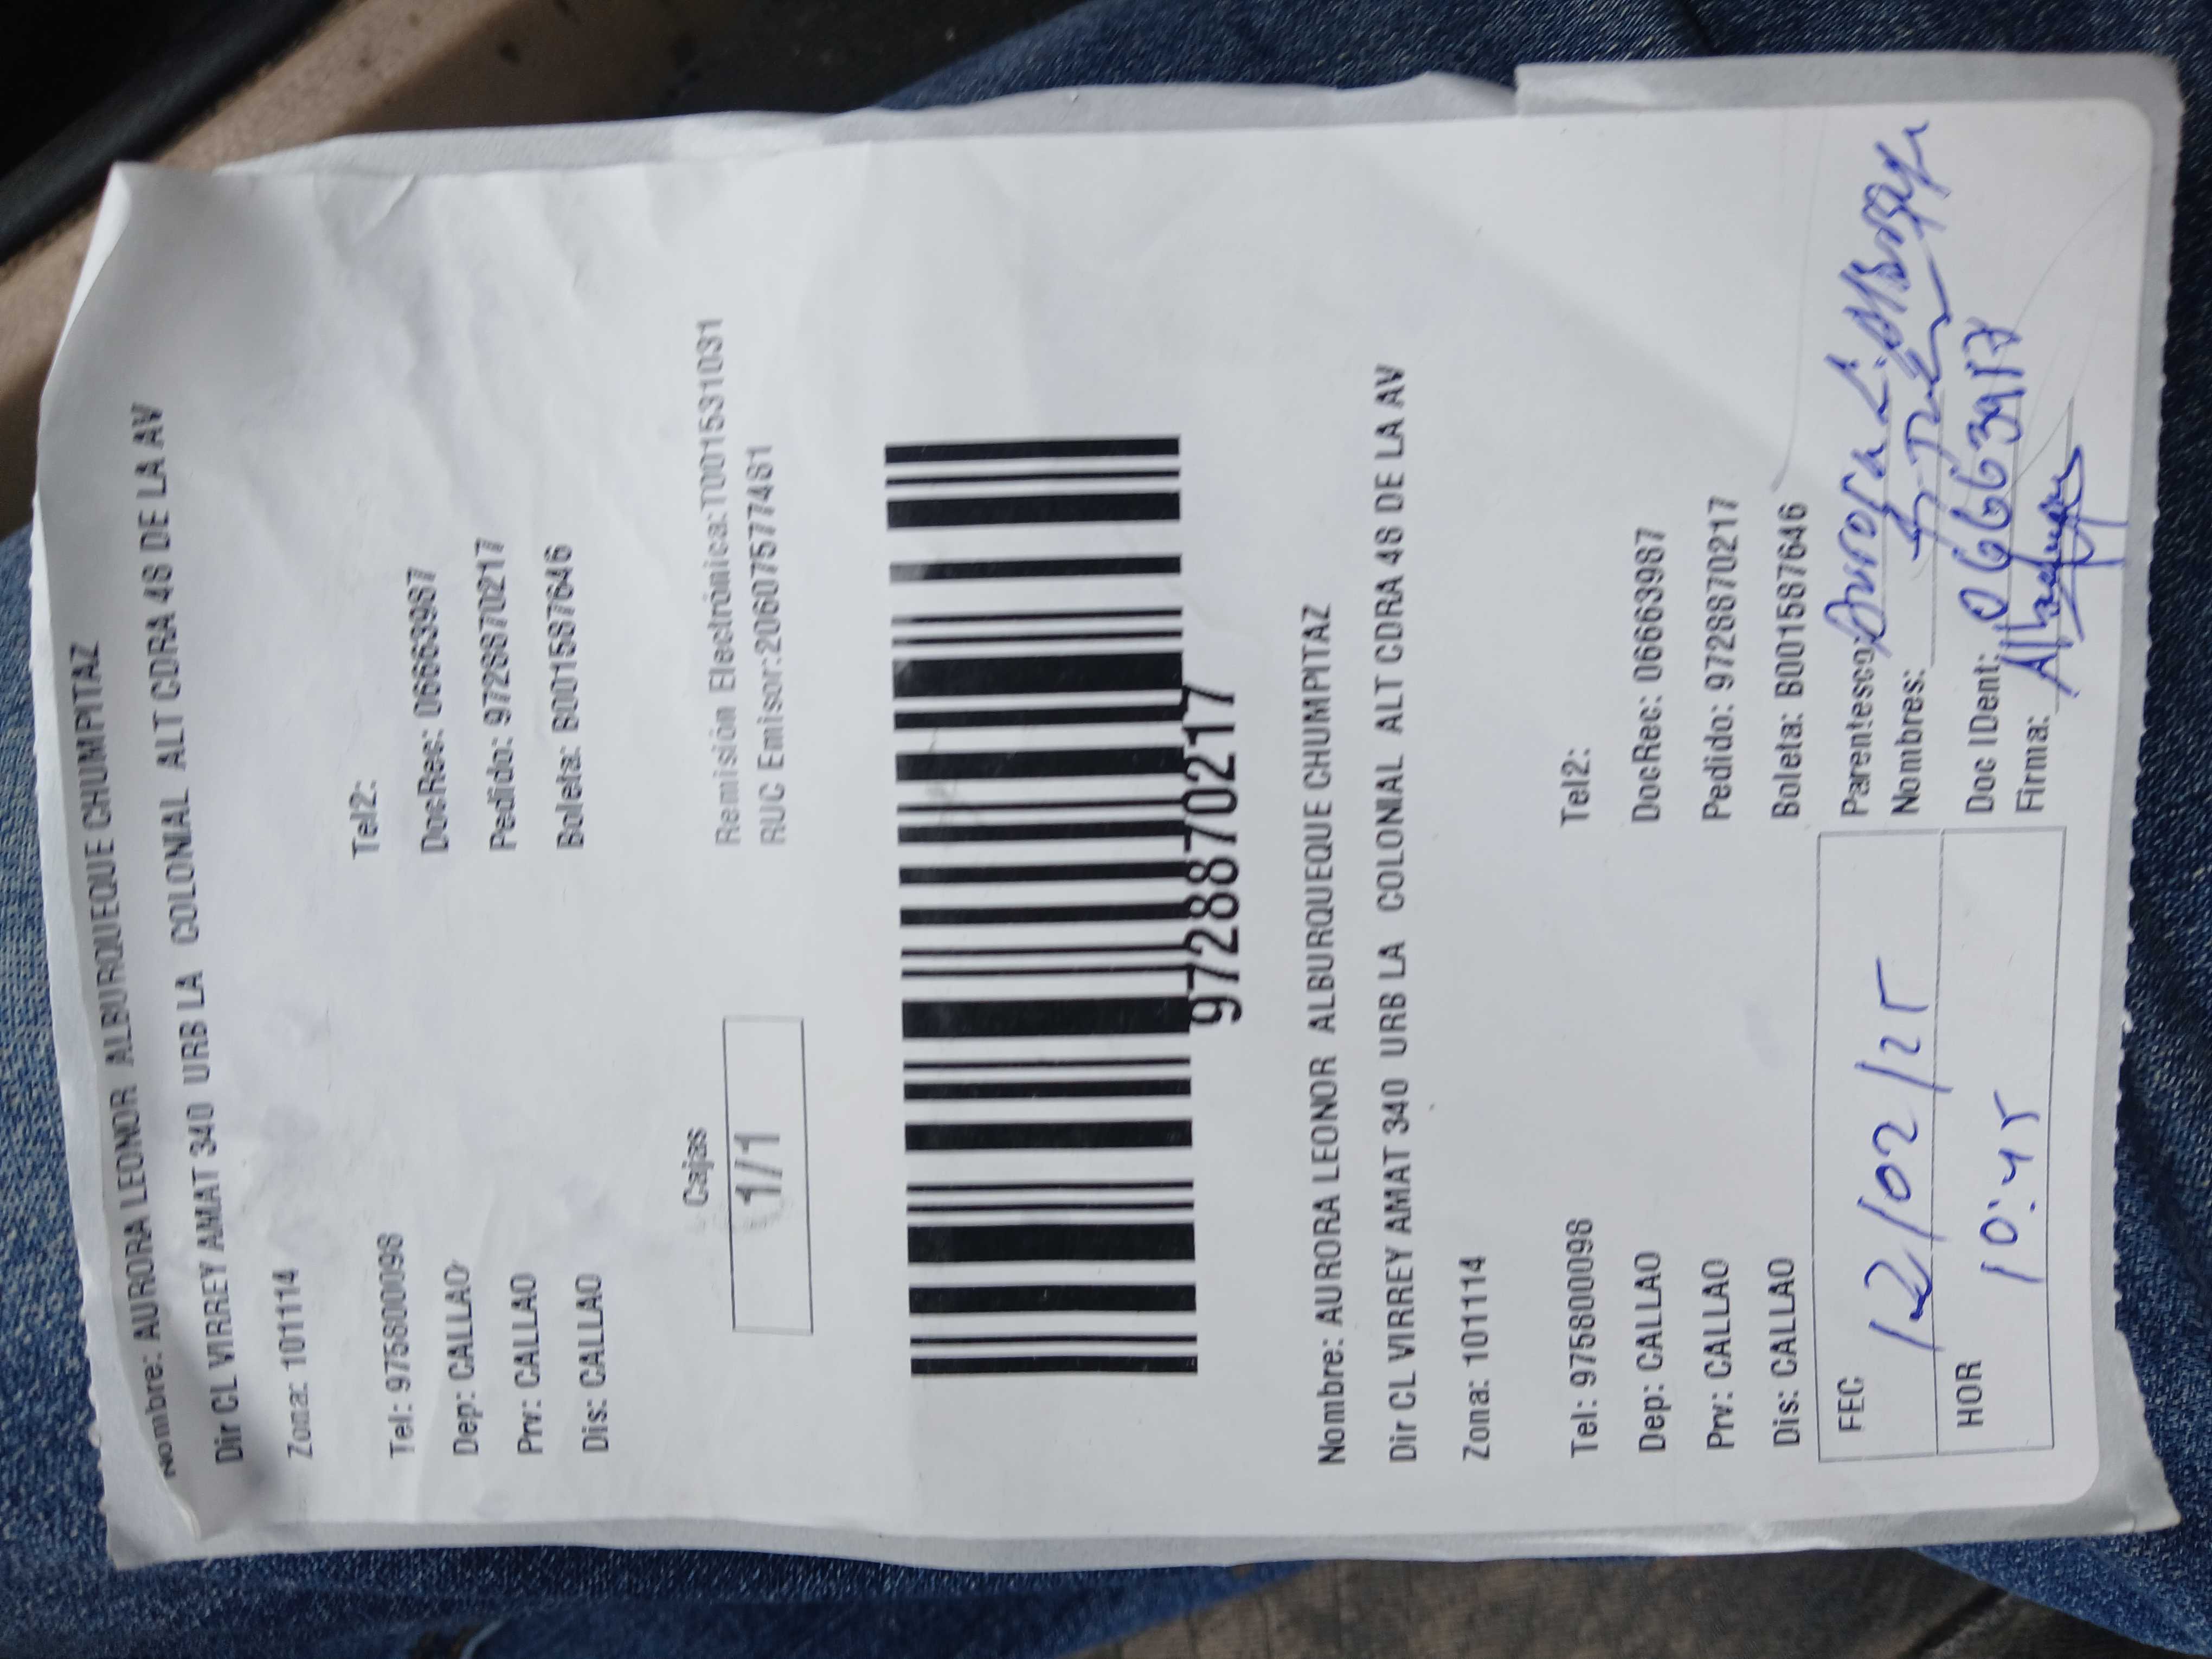 Nombre: AURORA LEONOR ALBURQUEQUE CHUMPITAZ
Dir CL VIRREY AMAT 340 URB LA COLONIAL ALT CDRA 46 DE LA AV
Zona: 101114
Tel: 975800098 Tel2:
Dep: CALLAO DocRec: 06663987
Prv: CALLAO Pedido: 9728870217
Dis: CALLAO Boleta: B001587646
Cajas
1/1
Remisión Electrónica:T001531031
RUC Emisor:20607577461
9728870217
Nombre: AURORA LEONOR ALBURQUEQUE CHUMPITAZ
Dir CL VIRREY AMAT 340 URB LA COLONIAL ALT CDRA 46 DE LA AV
Zona: 101114
Tel: 975800098 Tel2:
Dep: CALLAO DocRec: 06663987
Prv: CALLAO Pedido: 9728870217
Dis: CALLAO Boleta: B001587646
FEC 12/02/25
HOR 10:45
Parentesco: Aurora L.
Nombres:
Doc IDent:
Firma: